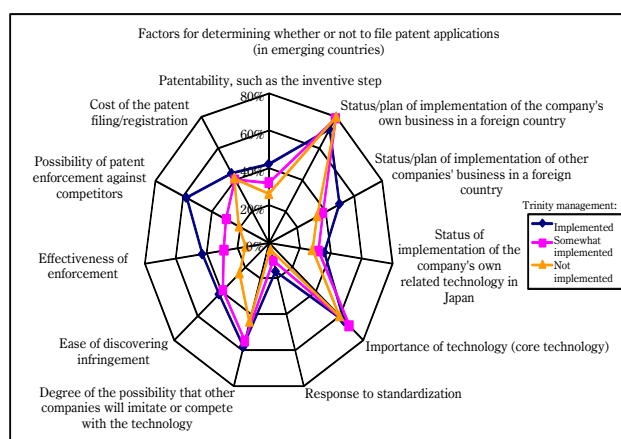 Factors for determining whether or not to file patent applications
(in emerging countries)
Patentability, such as the inventive step
80%
60%
40%
20%
0%
Status/plan of implementation of the company's
own business in a foreign
country
Status/plan of implementation of other
companies' business in a foreign
country
Status of
implementation of the
company's own
related technology in
Japan
Importance of technology (core technology)
Response to standardization
Degree of the possibility that other
companies will imitate or compete
with the technology
Ease of discovering
infringement
Effectiveness of
enforcement
Possibility of patent
enforcement against
competitors
Cost of the patent
filing/registration
Trinity management:
Implemented
Somewhat
implemented
Not
implemented